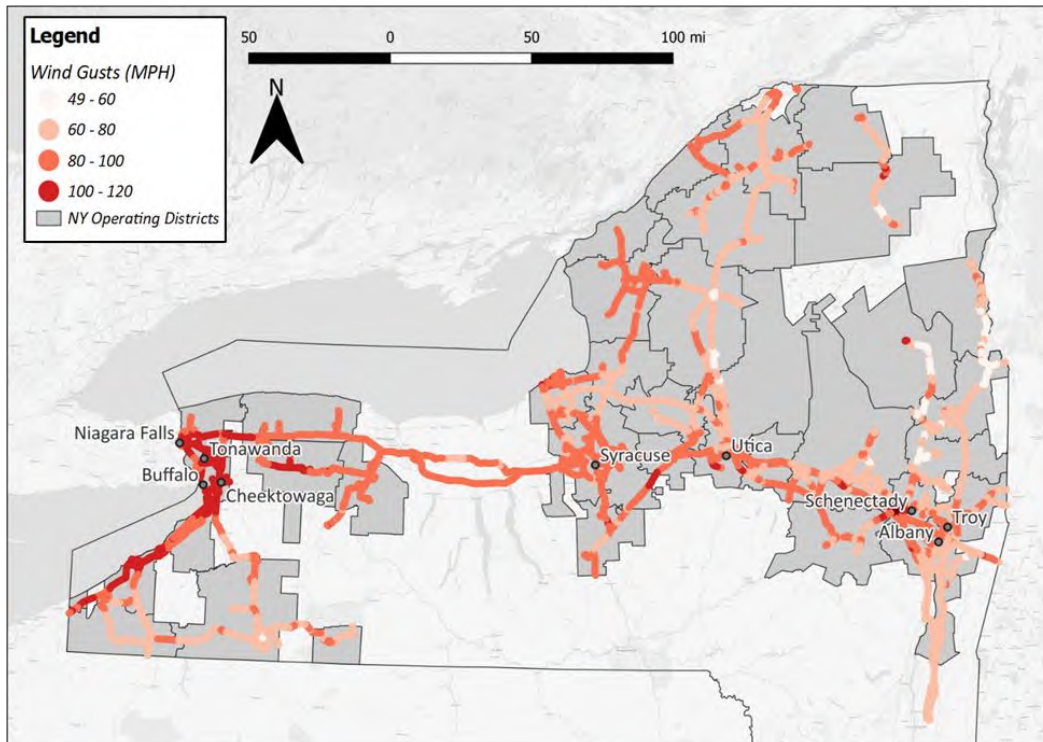 Legend
Wind Gusts (MPH)
49 - 60
60 - 80
80 - 100
100 - 120
NY Operating Districts
50 0 50 100 mi
N
Niagara Falls
Tonawanda
Buffalo
Cheektowaga
Syracuse
Utica
Schenectady
Troy
Albany